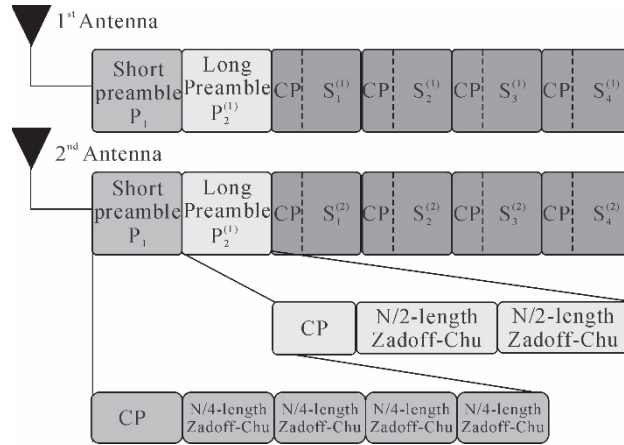 1st Antenna
Short preamble P1
Long Preamble P2(1)
CP S1(1) CP S2(1) CP S3(1) CP S4(1)
2nd Antenna
Short preamble P1
Long Preamble P2(1)
CP S1(2) CP S2(2) CP S3(2) CP S4(2)
CP
N/2-length Zadoff-Chu
N/2-length Zadoff-Chu
CP
N/4-length Zadoff-Chu
N/4-length Zadoff-Chu
N/4-length Zadoff-Chu
N/4-length Zadoff-Chu